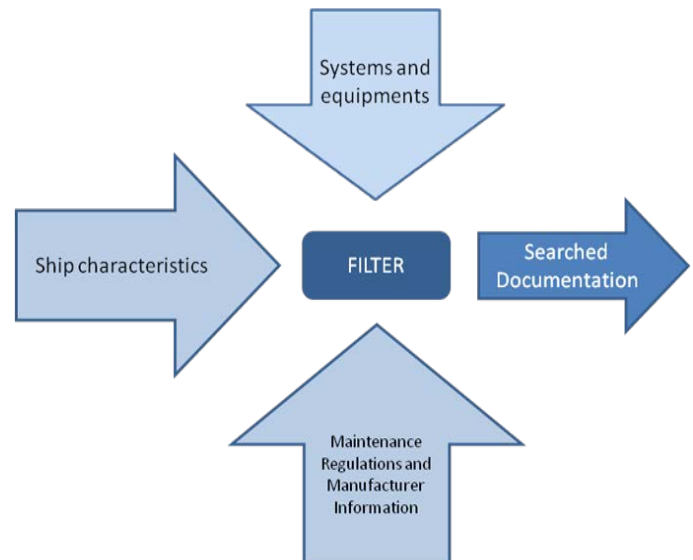 Systems and
equipments
Ship characteristics
FILTER
Searched
Documentation
Maintenance
Regulations and
Manufacturer
Information